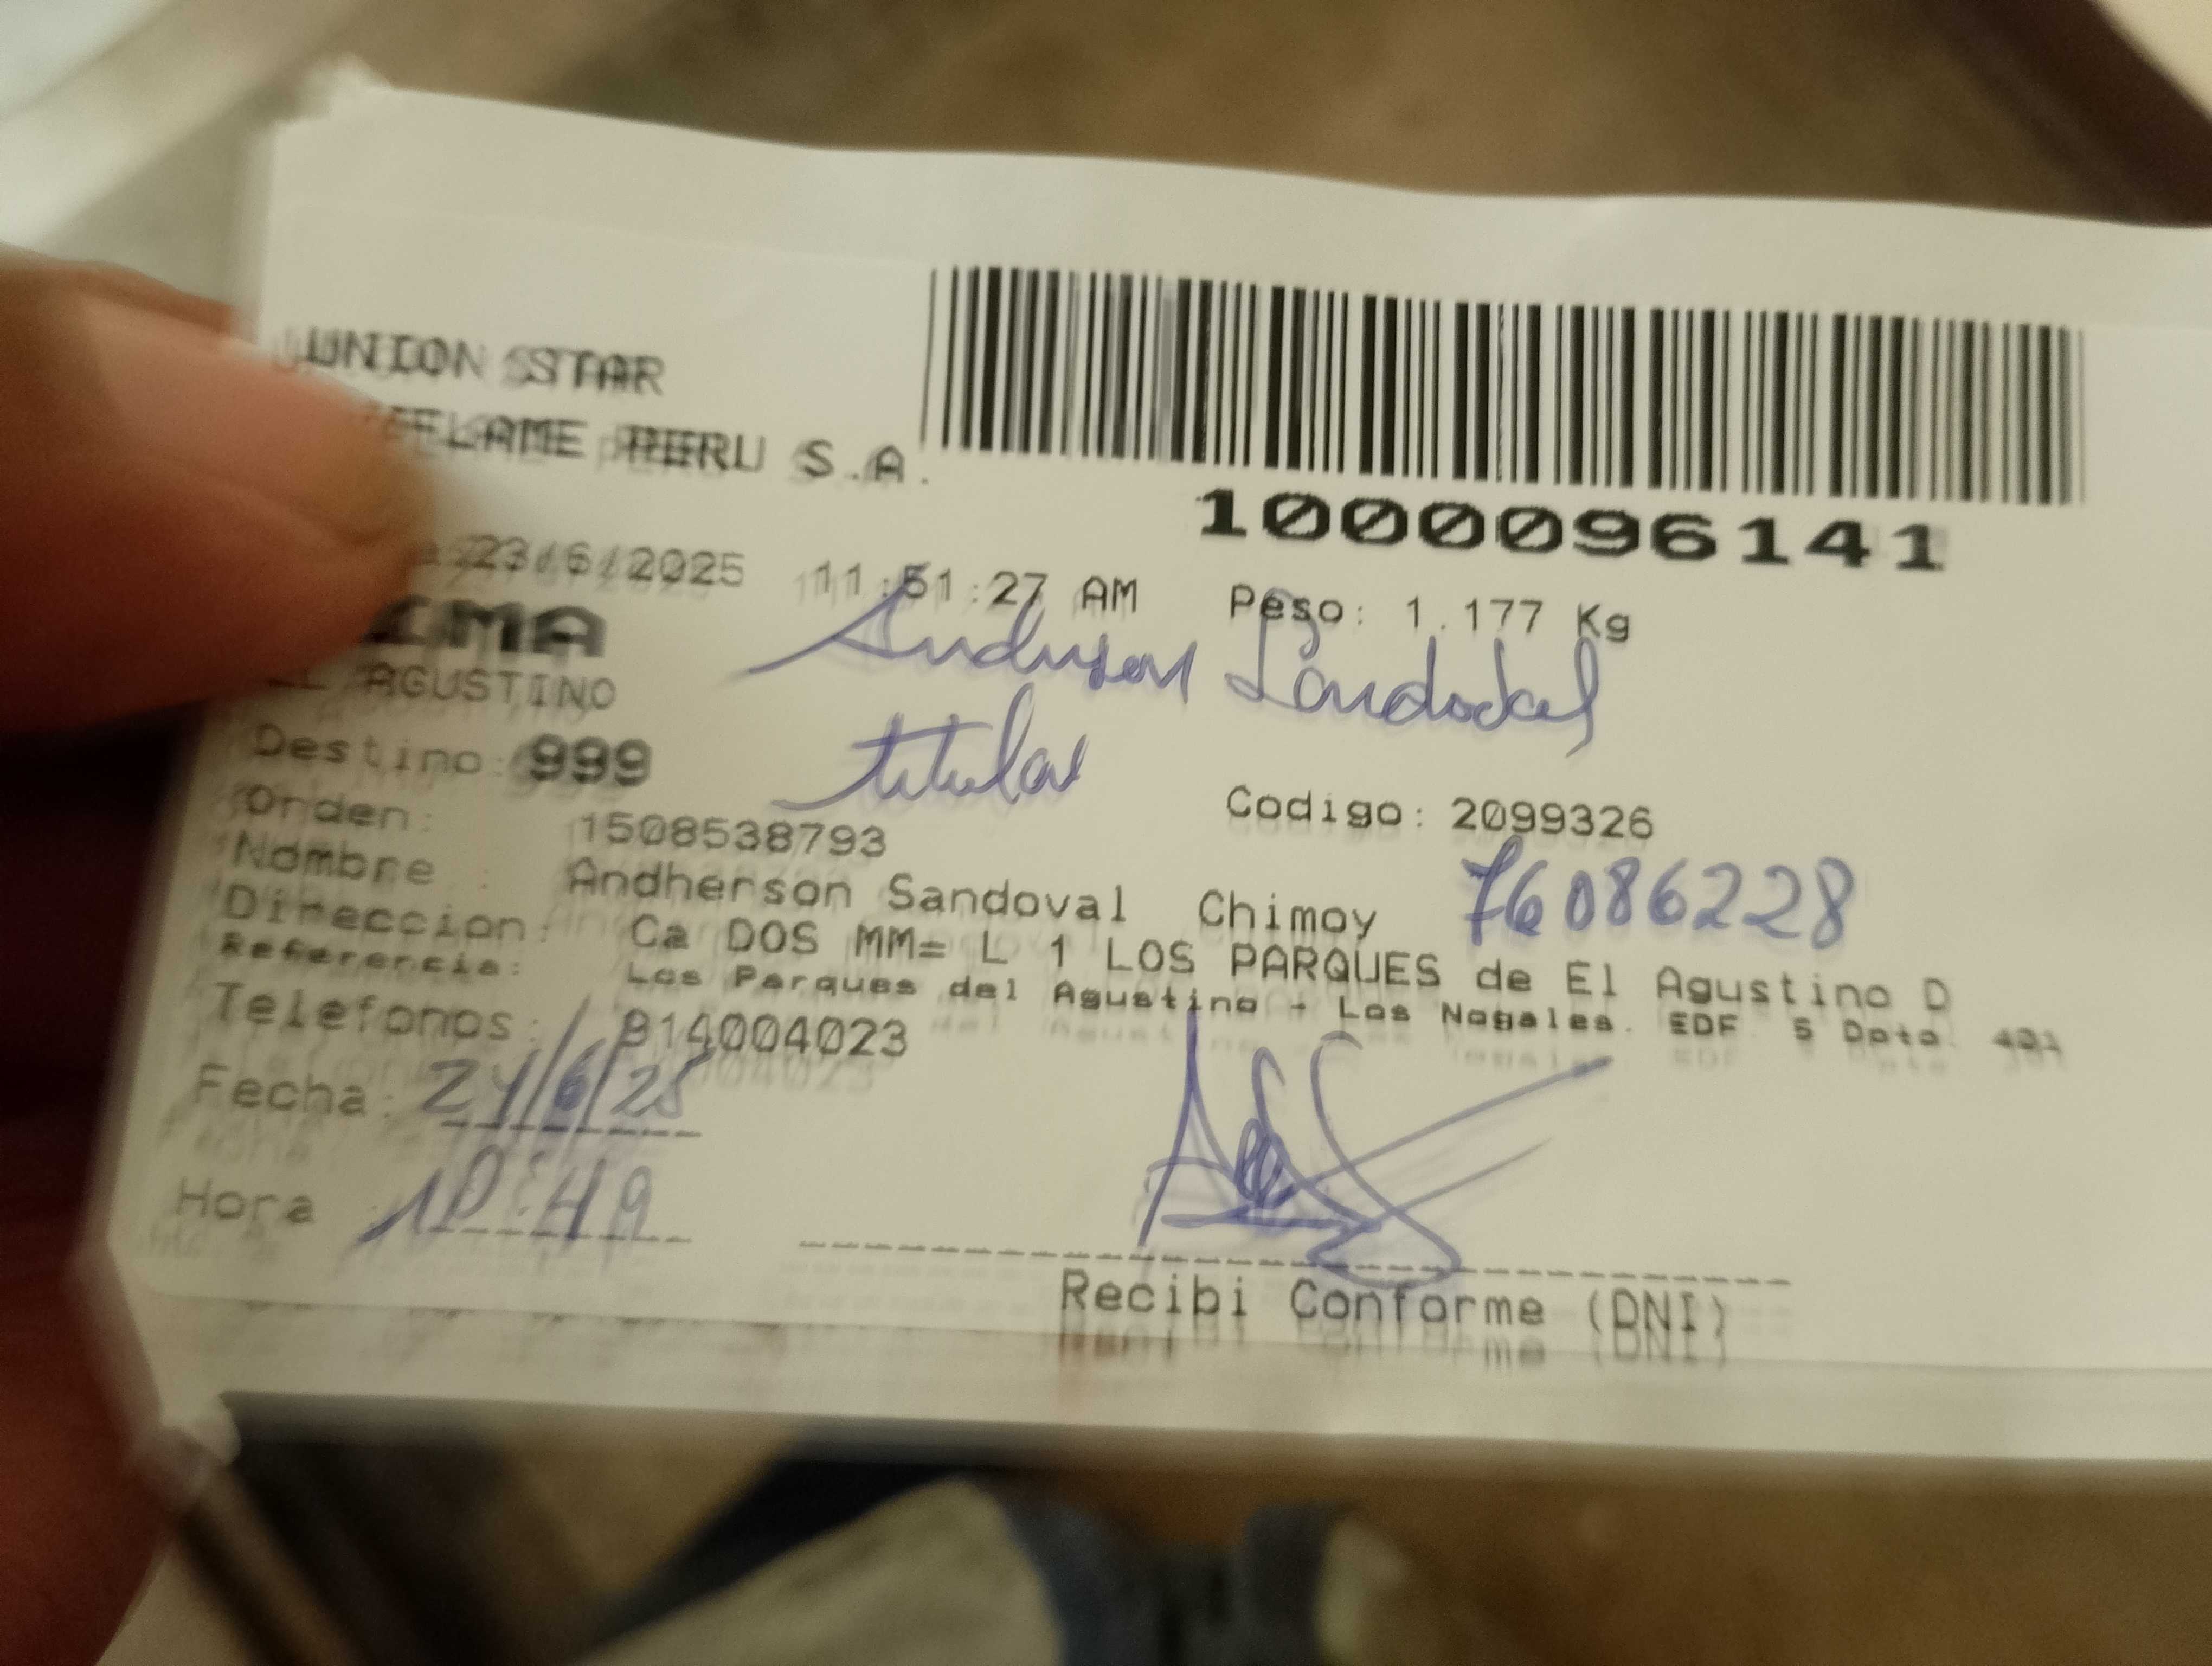 UNION STAR
PERU S.A.
1000096141
23/6/2025 11:51:27 AM Peso: 1.177 Kg
Anderson Sandoval
EL AGUSTINO
titular
Destino: 999
Orden: 1508538793 Codigo: 2099326
Nombre : Andherson Sandoval Chimoy 76086228
Direccion: Ca DOS MM= L 1 LOS PARQUES de El Agustino D
Referencia: Los Parques del Agustino - Los Nogales. EDF 5 Dpto.
Telefonos: 914004023
Fecha: 24/6/25
Hora : 10:49
Recibi Conforme (DNI)